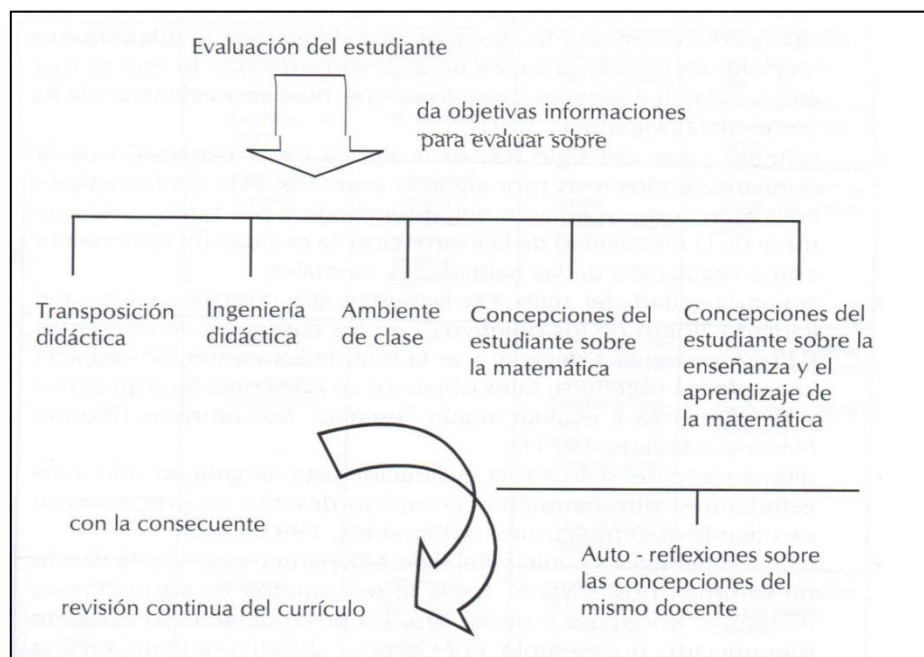 Evaluación del estudiante
da objetivas informaciones
para evaluar sobre
Transposición
didáctica
Ingeniería
didáctica
Ambiente
de clase
Concepciones del
estudiante sobre
la matemática
Concepciones del
estudiante sobre la
enseñanza y el
aprendizaje de
la matemática
con la consecuente
revisión continua del currículo
Auto - reflexiones sobre
las concepciones del
mismo docente